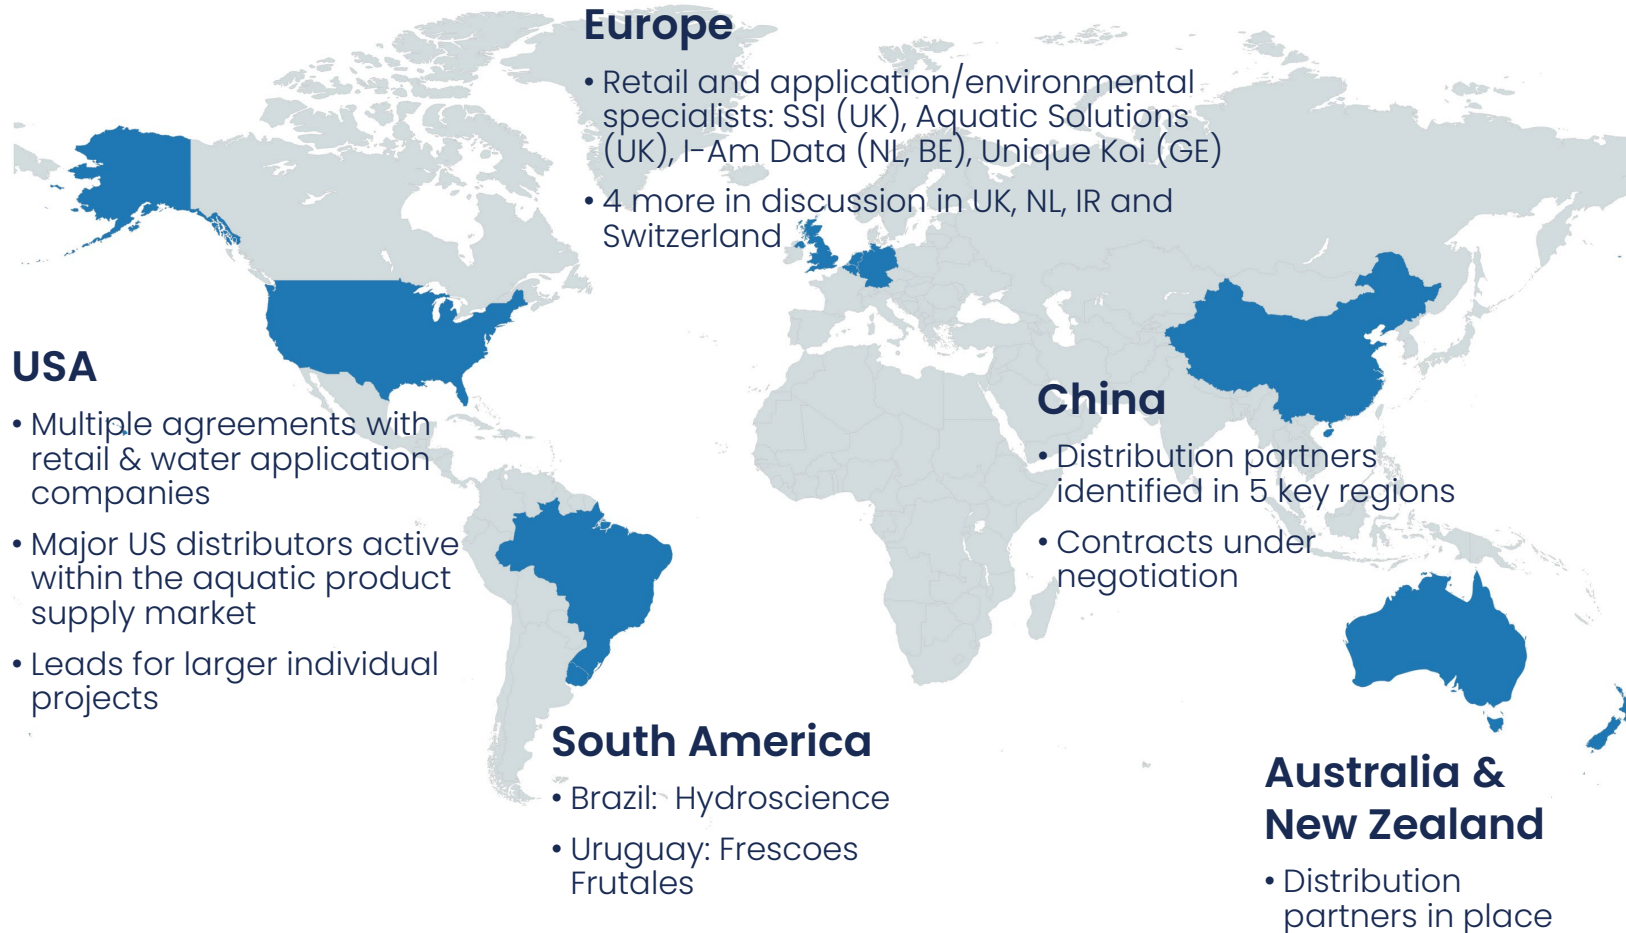 Europe
• Retail and application/environmental
specialists: SSI (UK), Aquatic Solutions
(UK), I-Am Data (NL, BE), Unique Koi (GE)
• 4 more in discussion in UK, NL, IR and
Switzerland
USA
• Multiple agreements with
retail & water application
companies
• Major US distributors active
within the aquatic product
supply market
• Leads for larger individual
projects
China
• Distribution partners
identified in 5 key regions
• Contracts under
negotiation
South America
• Brazil:  Hydroscience
• Uruguay: Frescoes
Frutales
Australia &
New Zealand
• Distribution
partners in place